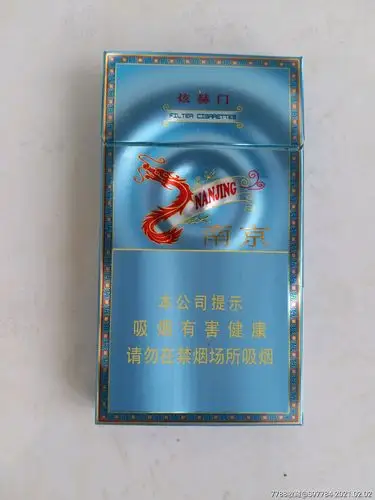 炫赫门
FILTER CIGARETTES
NANJING
南京
本公司提示
吸烟有害健康
请勿在禁烟场所吸烟